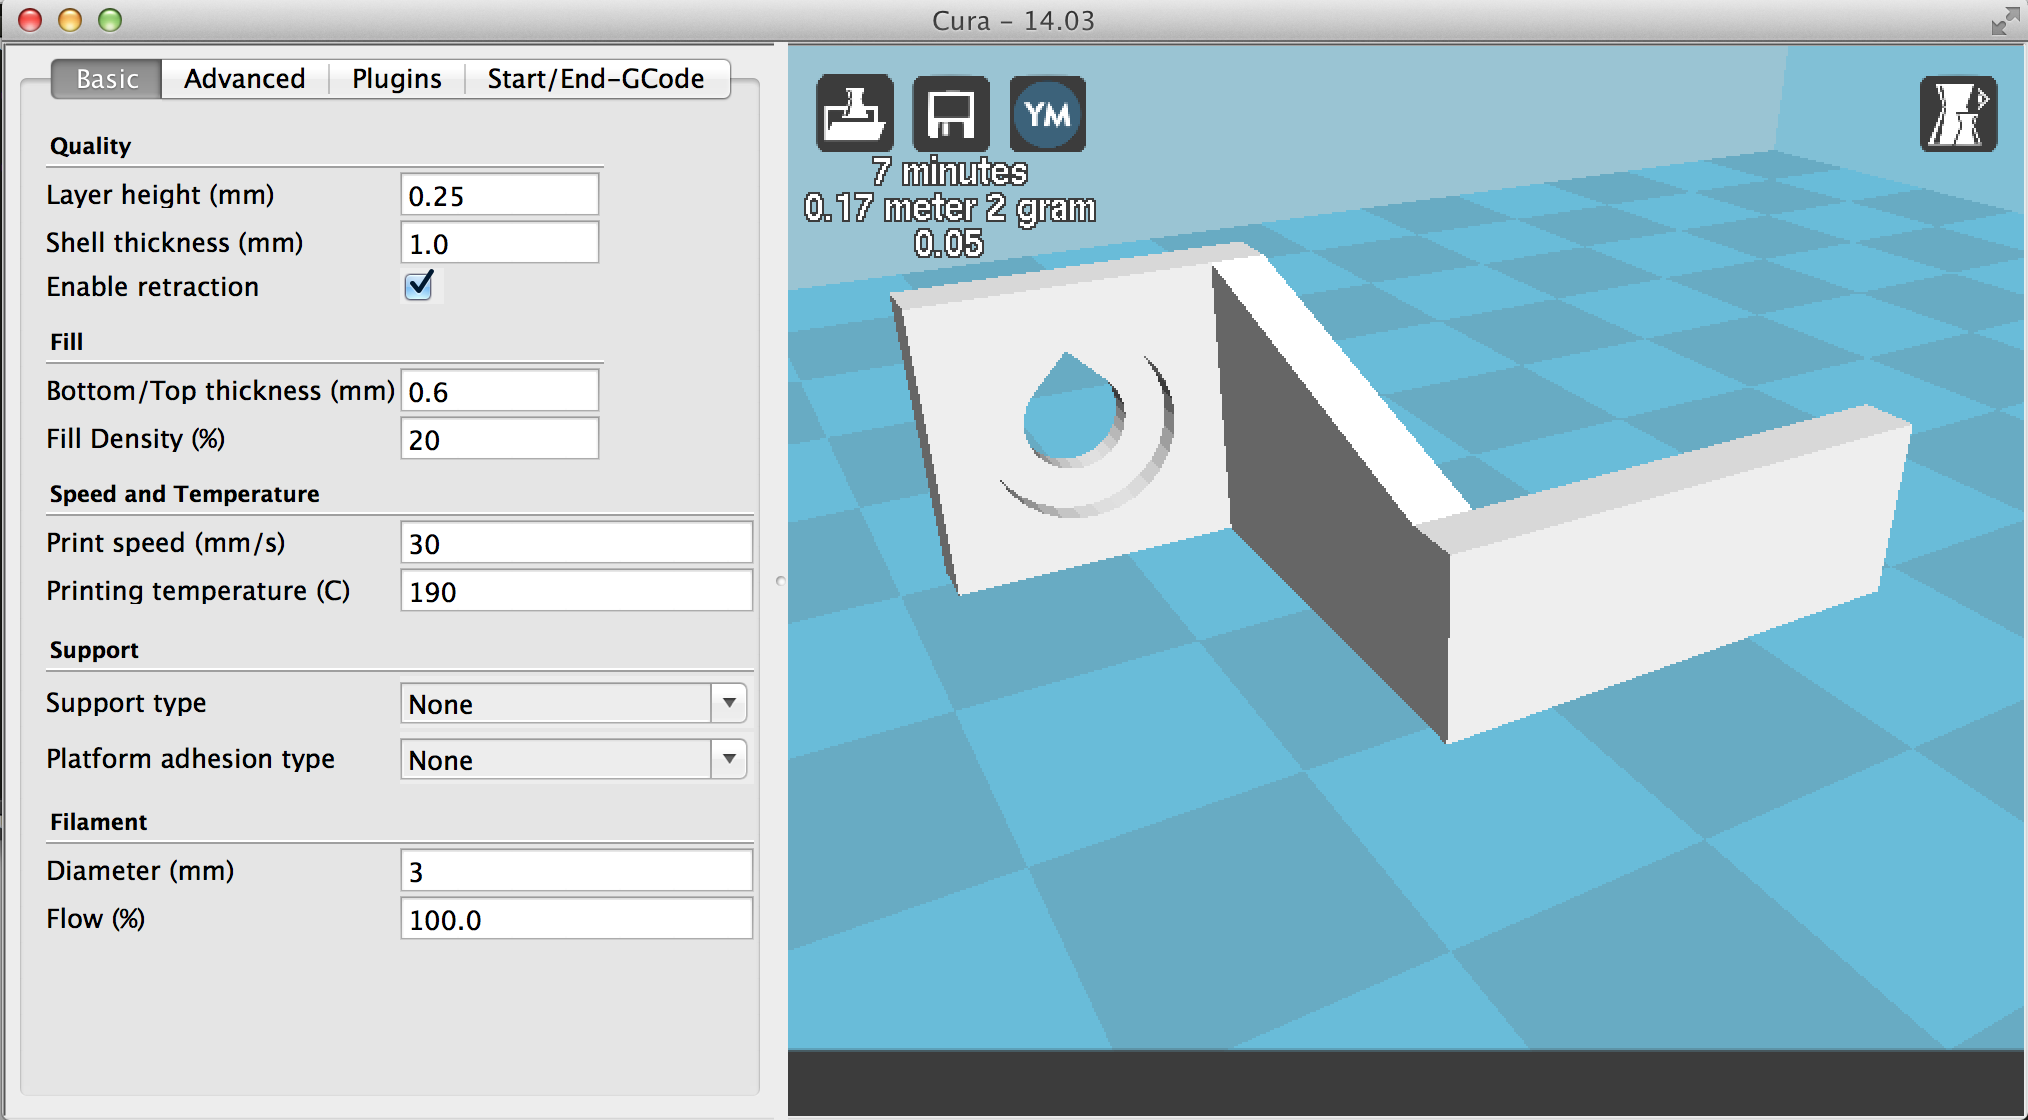 Cura – 14.03
Basic Advanced Plugins Start/End-GCode
Quality
Layer height (mm) 0.25
Shell thickness (mm) 1.0
Enable retraction
Fill
Bottom/Top thickness (mm) 0.6
Fill Density (%) 20
Speed and Temperature
Print speed (mm/s) 30
Printing temperature (C) 190
Support
Support type None
Platform adhesion type None
Filament
Diameter (mm) 3
Flow (%) 100.0
YM
7 minutes
0.17 meter 2 gram
0.05